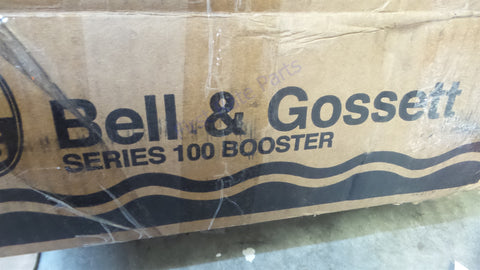 Bell & Gossett
SERIES 100 BOOSTER